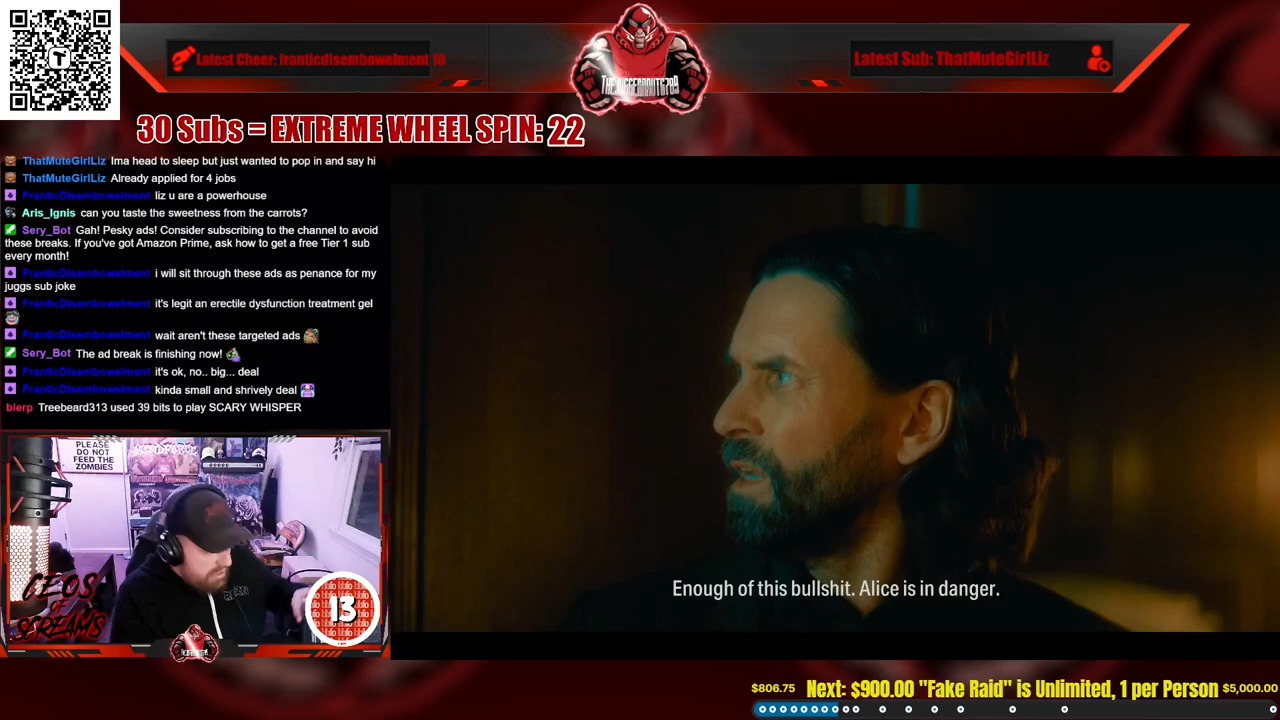 Latest Cheer: franticdisembowelment 10
THEJUGGERNAUT6789
Latest Sub: ThatMuteGirlLiz
30 Subs = EXTREME WHEEL SPIN: 22
ThatMuteGirlLiz Ima head to sleep but just wanted to pop in and say hi
ThatMuteGirlLiz Already applied for 4 jobs
FranticDisembowelment liz u are a powerhouse
Aris_Ignis can you taste the sweetness from the carrots?
Sery_Bot Gah! Pesky ads! Consider subscribing to the channel to avoid
these breaks. If you've got Amazon Prime, ask how to get a free Tier 1 sub
every month!
FranticDisembowelment i will sit through these ads as penance for my
juggs sub joke
FranticDisembowelment it's legit an erectile dysfunction treatment gel
FranticDisembowelment wait aren't these targeted ads
Sery_Bot The ad break is finishing now!
FranticDisembowelment it's ok, no.. big... deal
FranticDisembowelment kinda small and shrively deal
blerp Treebeard313 used 39 bits to play SCARY WHISPER
PLEASE
DO NOT
FEED THE
ZOMBIES
CEOS
OF
SCREAMS
13
Enough of this bullshit. Alice is in danger.
$806.75 Next: $900.00 "Fake Raid" is Unlimited, 1 per Person $5,000.00